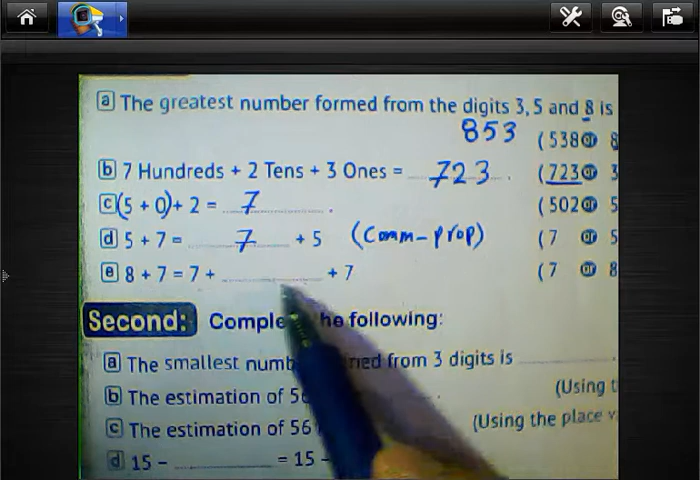 a The greatest number formed from the digits 3, 5 and 8 is
853 (538 or 8
b 7 Hundreds + 2 Tens + 3 Ones = 723. (723 or 3
c (5 + 0) + 2 = 7. (502 or 5
d 5 + 7 = 7 + 5 (Comm-prop) (7 or 5
e 8 + 7 = 7 + ........ + 7 (7 or 8
Second: Comple he following:
a The smallest numb ned from 3 digits is ........
b The estimation of 56 (Using t
c The estimation of 56 (Using the place v
d 15 - ........ = 15 -